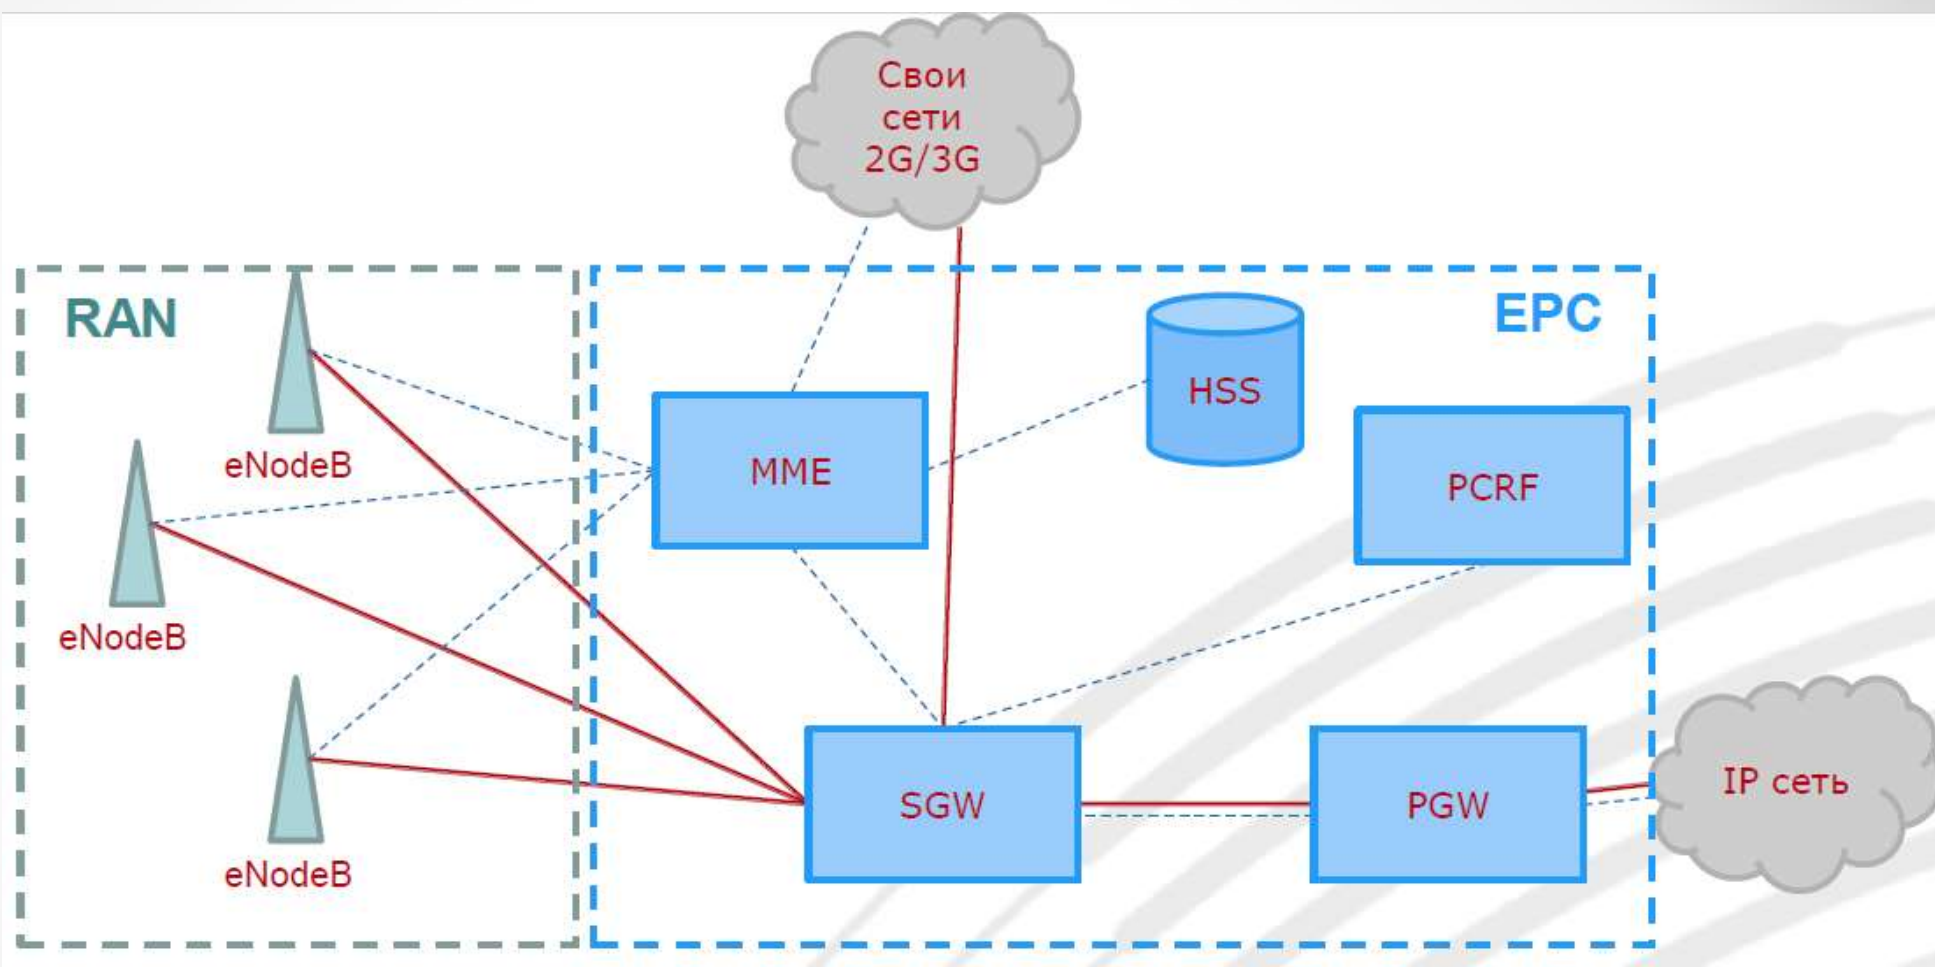 Свои
сети
2G/3G
RAN
EPC
eNodeB
HSS
MME
PCRF
eNodeB
SGW
PGW
IP сеть
eNodeB